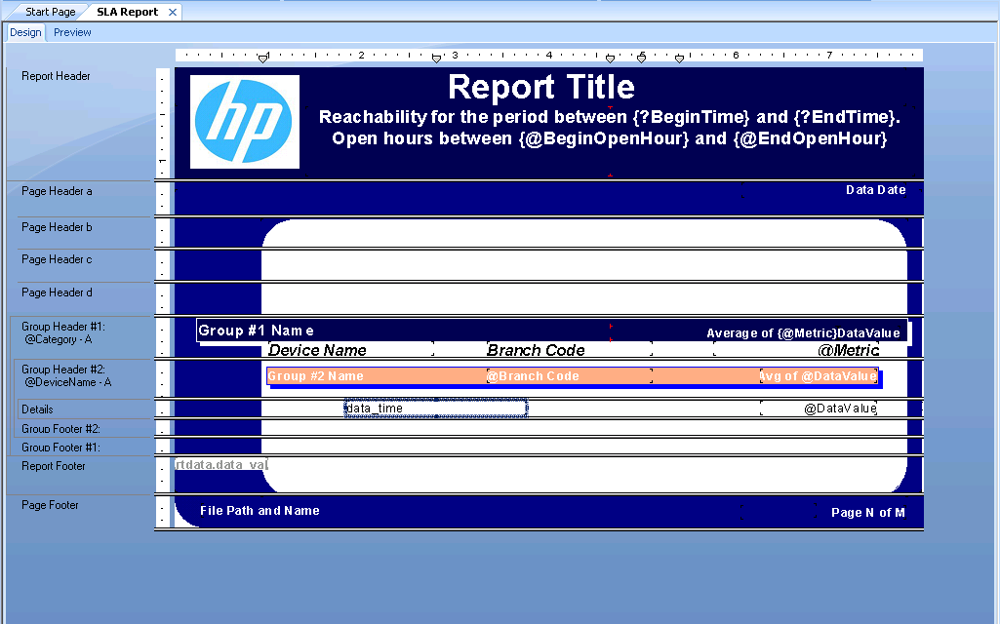 Start Page
SLA Report
Design
Preview
1 2 3 4 5 6 7
Report Header
hp
Report Title
Reachability for the period between {?BeginTime} and {?EndTime}.
Open hours between {@BeginOpenHour} and {@EndOpenHour}
1
Page Header a
Data Date
Page Header b
Page Header c
Page Header d
Group Header #1:
@Category - A
Group #1 Name
Average of {@Metric}DataValue
Device Name
Branch Code
@Metric
Group Header #2:
@DeviceName - A
Group #2 Name
@Branch Code
Avg of @DataValue
Details
data_time
@DataValue
Group Footer #2:
Group Footer #1:
Report Footer
rtdata.data_val
Page Footer
File Path and Name
Page N of M